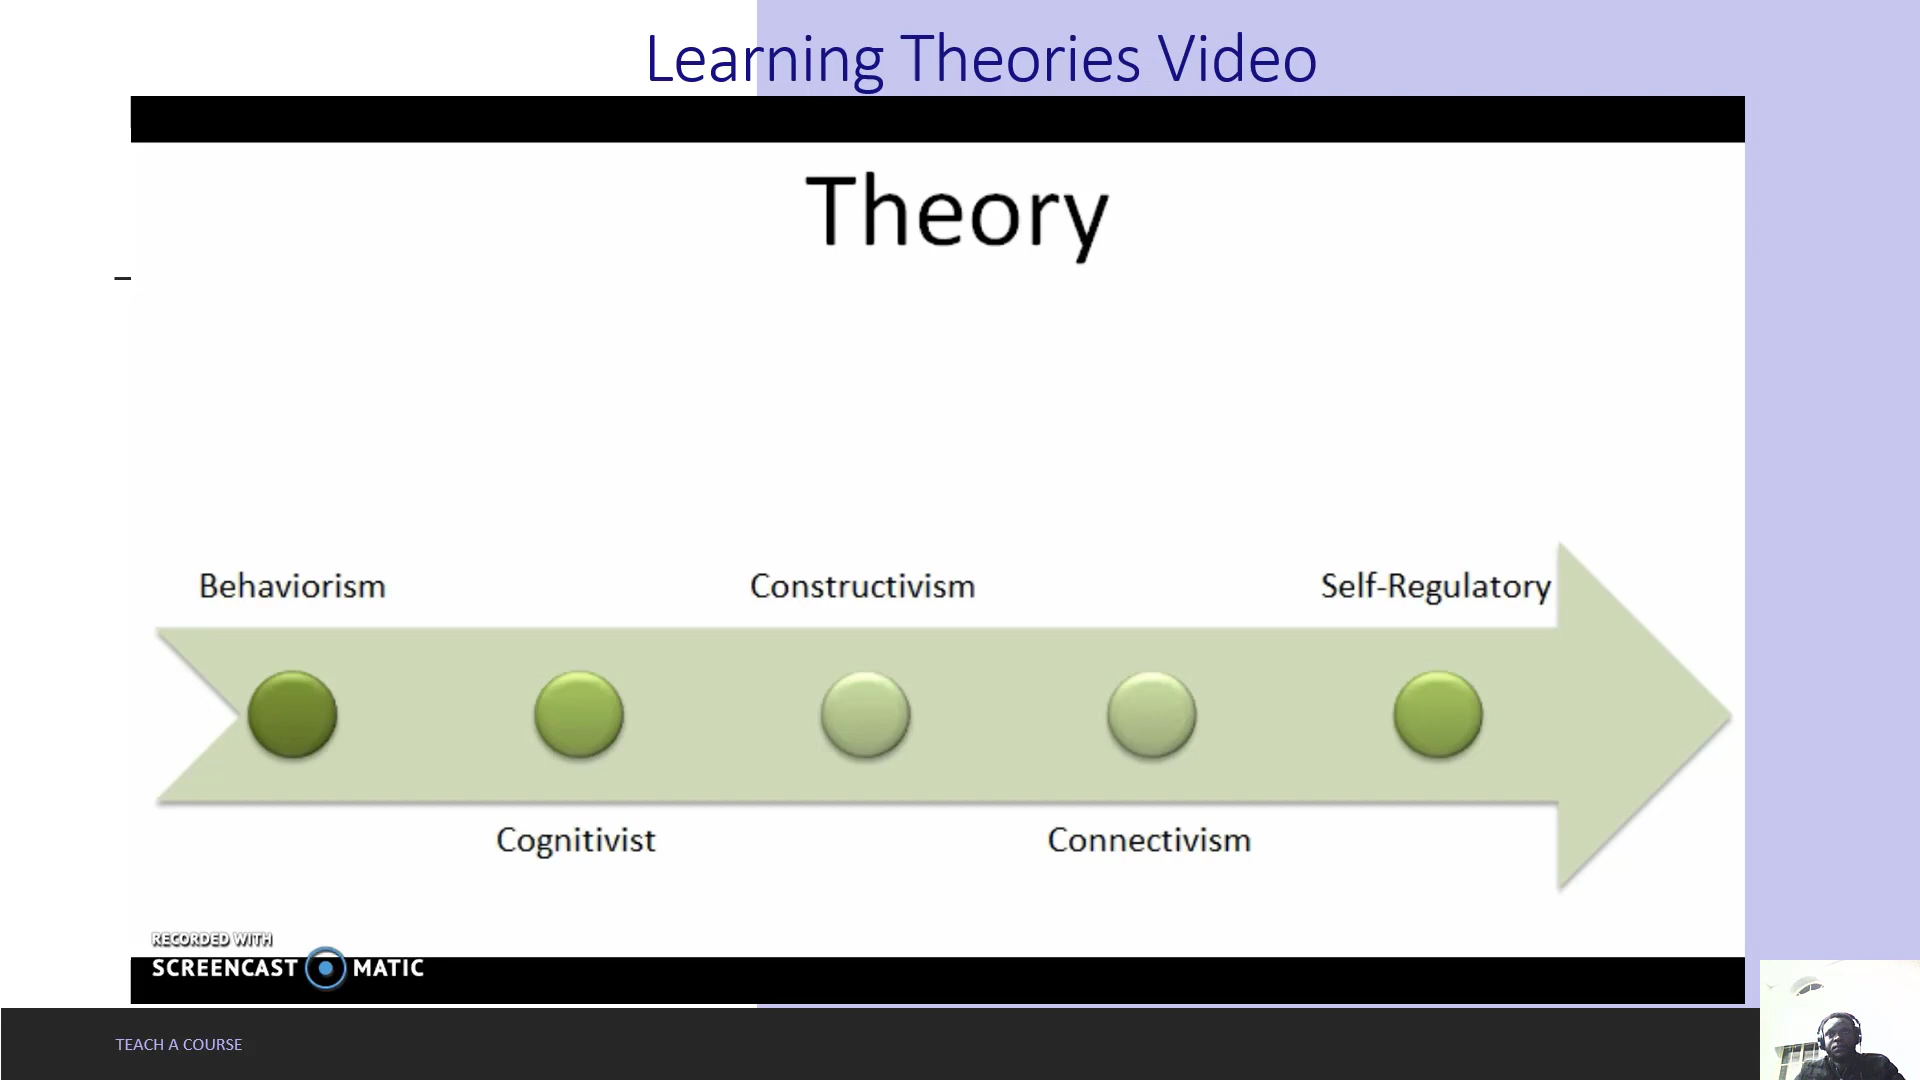 Learning Theories Video
Theory
Behaviorism
Constructivism
Self-Regulatory
Cognitivist
Connectivism
RECORDED WITH
SCREENCAST MATIC
TEACH A COURSE